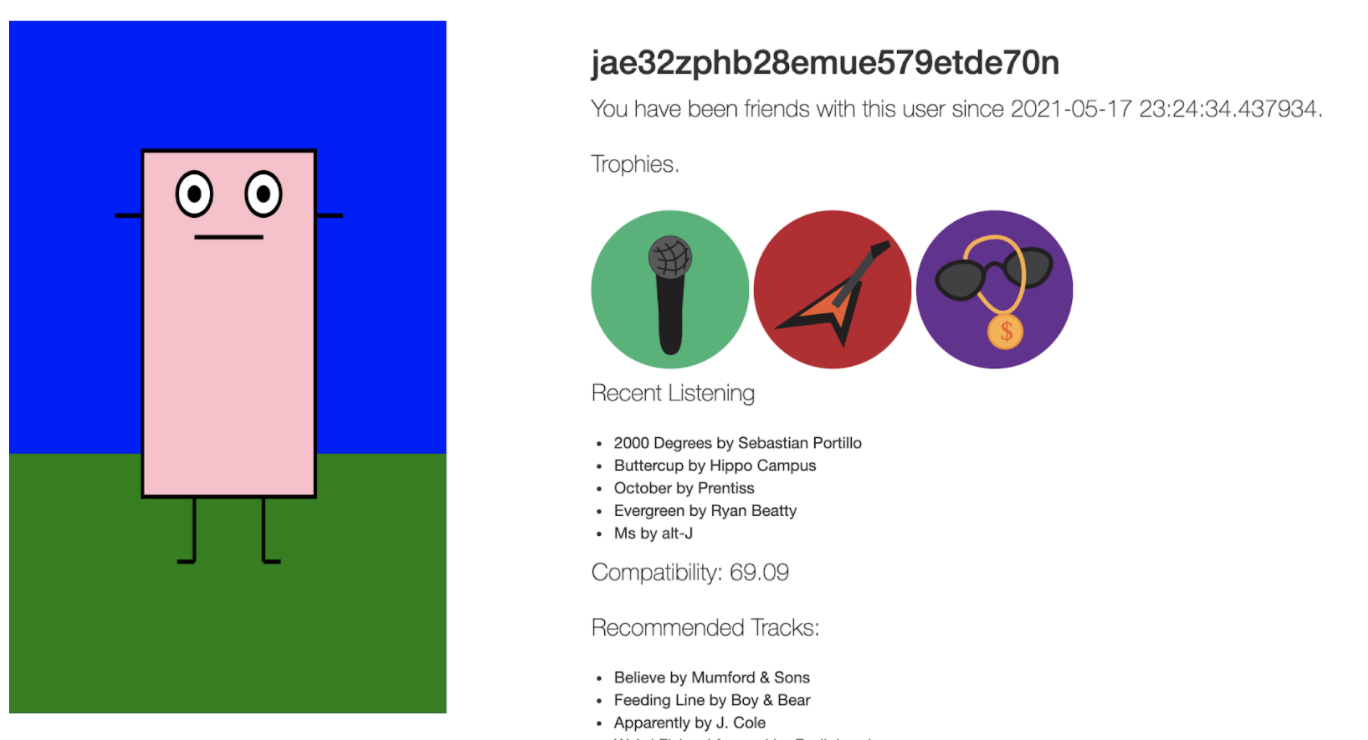 jae32zphb28emue579etde70n
You have been friends with this user since 2021-05-17 23:24:34.437934.
Trophies.
$
Recent Listening
• 2000 Degrees by Sebastian Portillo
• Buttercup by Hippo Campus
• October by Prentiss
• Evergreen by Ryan Beatty
• Ms by alt-J
Compatibility: 69.09
Recommended Tracks:
• Believe by Mumford & Sons
• Feeding Line by Boy & Bear
• Apparently by J. Cole